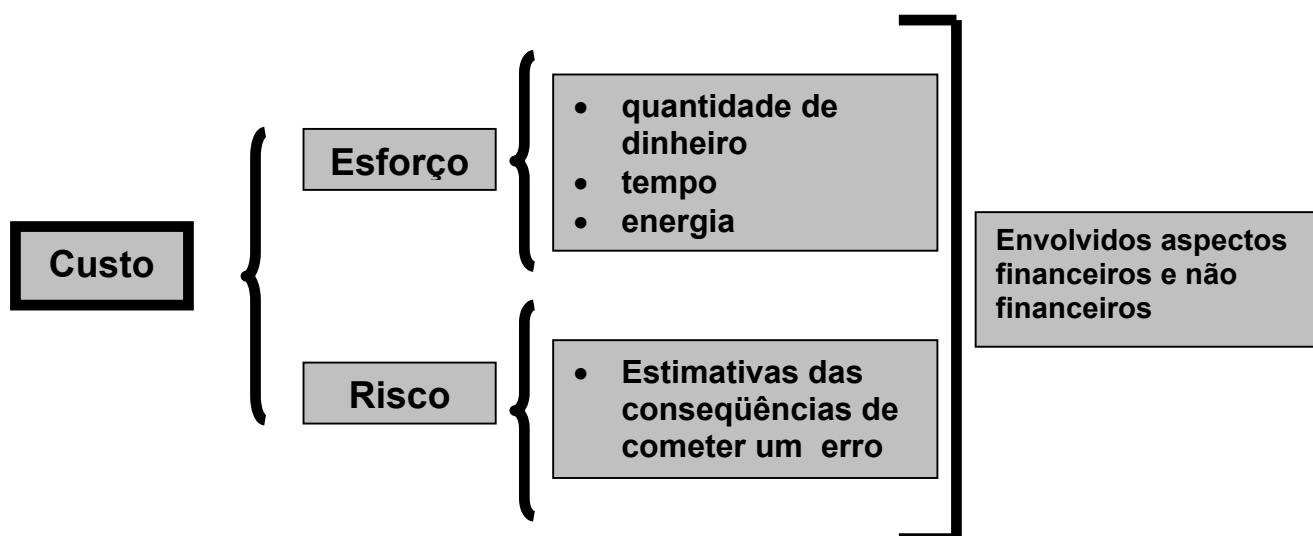 Custo
Esforço
• quantidade de
dinheiro
• tempo
• energia
Risco
• Estimativas das
conseqüências de
cometer um erro
Envolvidos aspectos
financeiros e não
financeiros